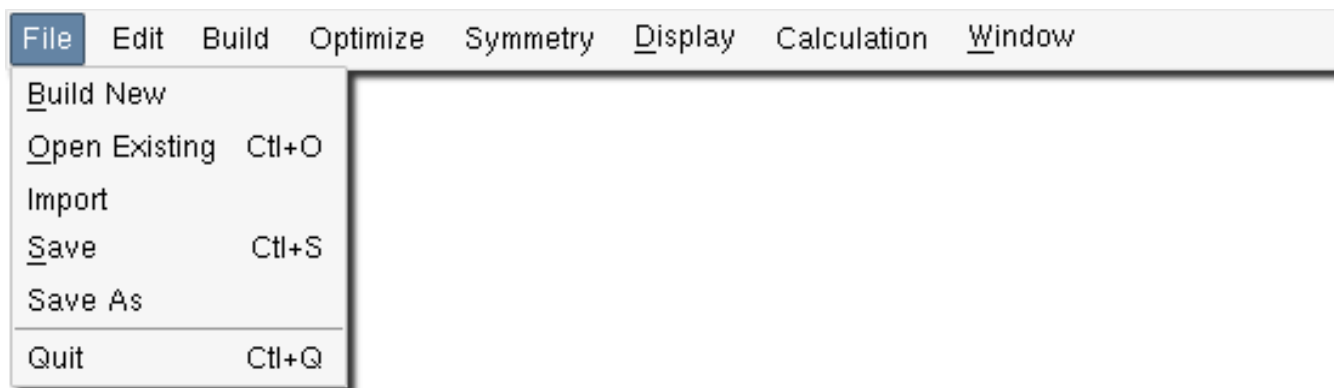 File Edit Build Optimize Symmetry Display Calculation Window
Build New
Open Existing Ctl+O
Import
Save Ctl+S
Save As
Quit Ctl+Q